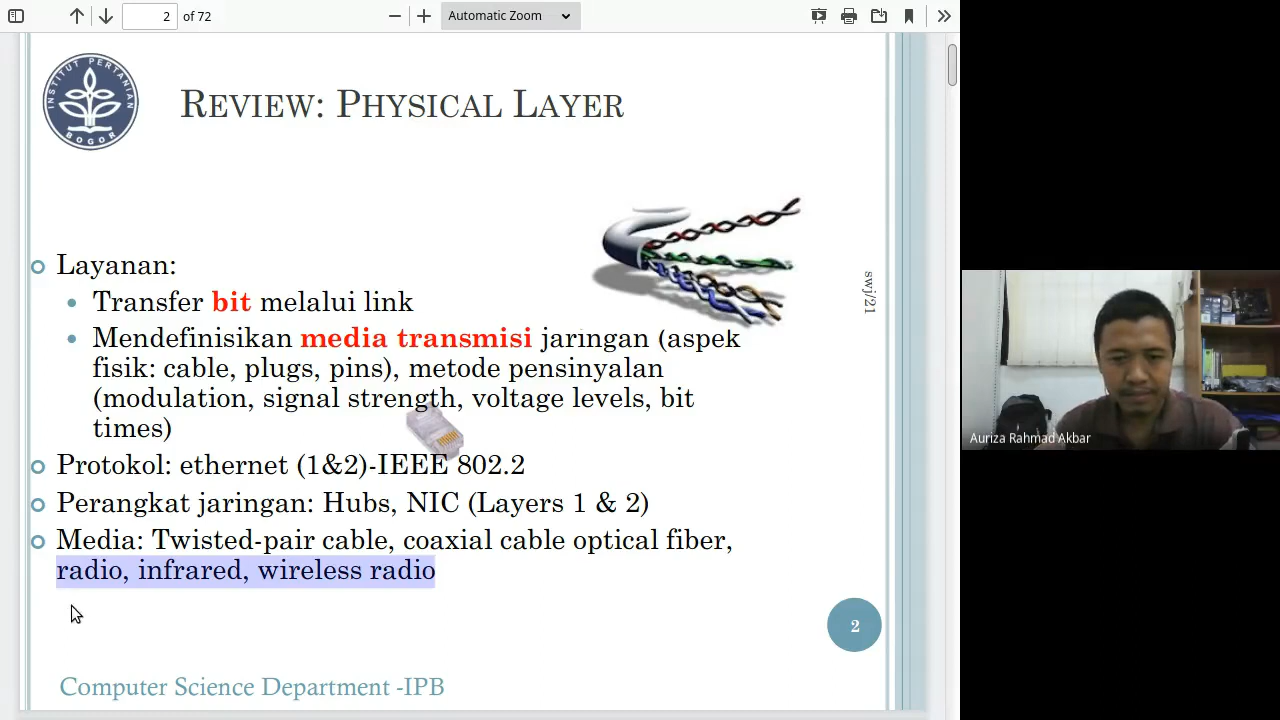 2
of 72
Automatic Zoom
INSTITUT PERTANIAN
BOGOR
REVIEW: PHYSICAL LAYER
Layanan:
Transfer bit melalui link
Mendefinisikan media transmisi jaringan (aspek
fisik: cable, plugs, pins), metode pensinyalan
(modulation, signal strength, voltage levels, bit
times)
Protokol: ethernet (1&2)-IEEE 802.2
Perangkat jaringan: Hubs, NIC (Layers 1 & 2)
Media: Twisted-pair cable, coaxial cable optical fiber,
radio, infrared, wireless radio
swj/21
2
Computer Science Department -IPB
Auriza Rahmad Akbar